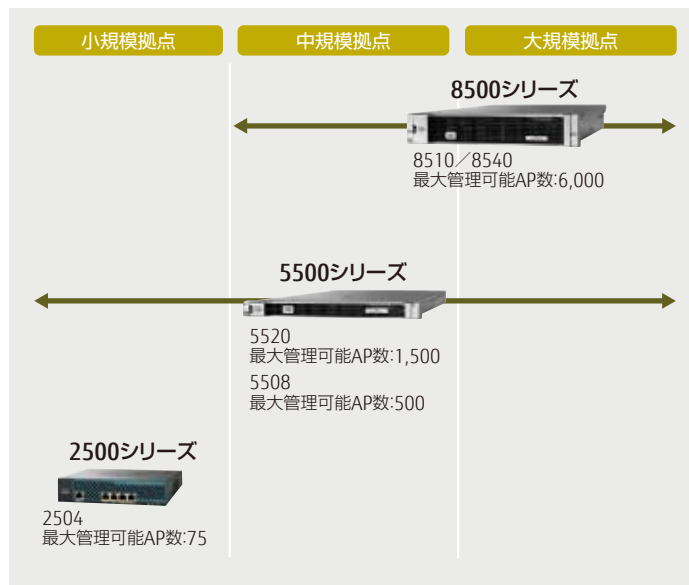 小規模拠点
中規模拠点
大規模拠点
8500シリーズ
8510／8540
最大管理可能AP数:6,000
5500シリーズ
5520
最大管理可能AP数:1,500
5508
最大管理可能AP数:500
2500シリーズ
2504
最大管理可能AP数:75